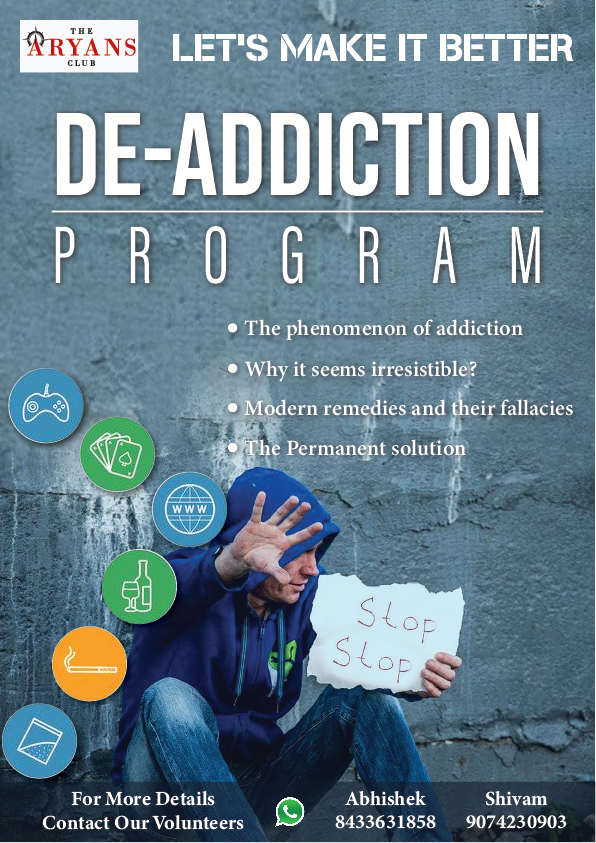 THE
ARYANS
CLUB
LET'S MAKE IT BETTER
DE-ADDICTION
PROGRAM
• The phenomenon of addiction
• Why it seems irresistible?
• Modern remedies and their fallacies
• The Permanent solution
WWW
Stop
Stop
For More Details
Contact Our Volunteers
Abhishek
8433631858
Shivam
9074230903